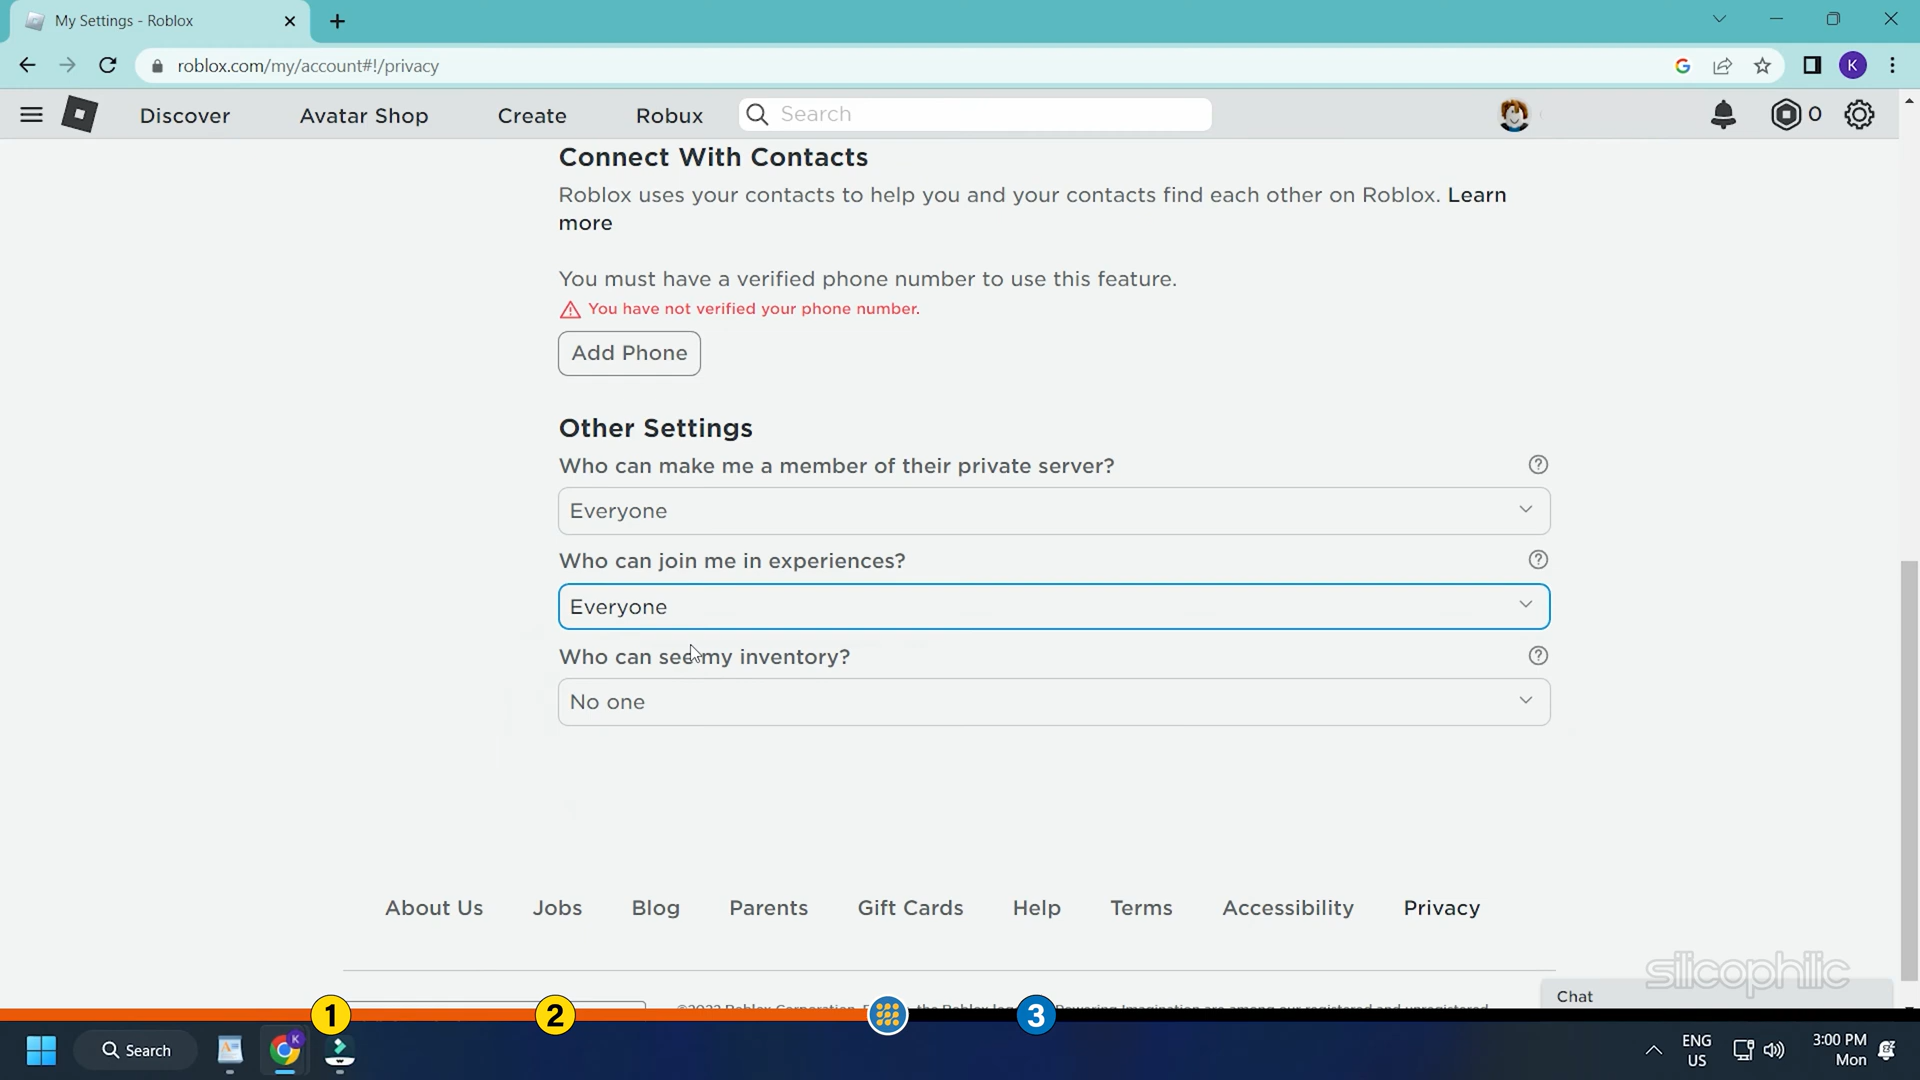 My Settings - Roblox
roblox.com/my/account#!/privacy
K
Discover
Avatar Shop
Create
Robux
Search
0
Connect With Contacts
Roblox uses your contacts to help you and your contacts find each other on Roblox. Learn
more
You must have a verified phone number to use this feature.
You have not verified your phone number.
Add Phone
Other Settings
Who can make me a member of their private server?
Everyone
Who can join me in experiences?
Everyone
Who can see my inventory?
No one
About Us
Jobs
Blog
Parents
Gift Cards
Help
Terms
Accessibility
Privacy
silicophilic
Chat
1
2
3
Search
K
ENG
US
3:00 PM
Mon